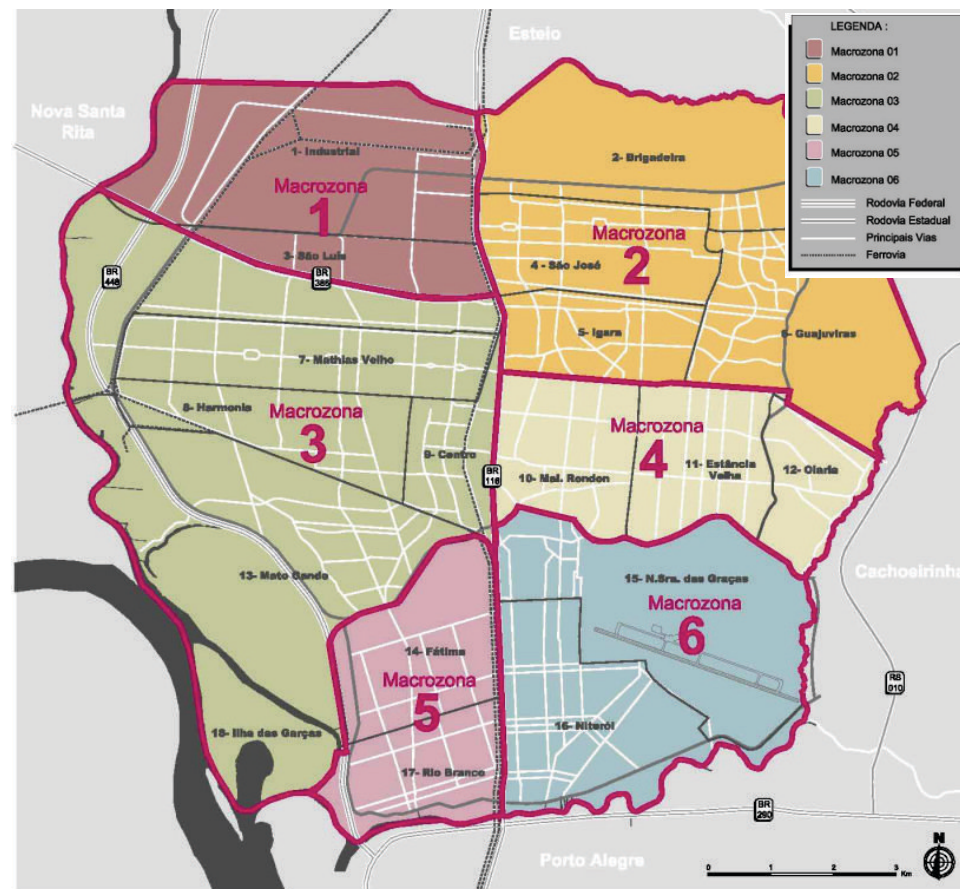 Esteio
LEGENDA :
Macrozona 01
Macrozona 02
Macrozona 03
Macrozona 04
Macrozona 05
Macrozona 06
Rodovia Federal
Rodovia Estadual
Principais Vias
Ferrovia
Nova Santa
Rita
1- Industrial
Macrozona
1
3- São Luis
BR
386
BR
448
2- Brigadeira
Macrozona
2
4 - São José
5- Igara
6- Guajuviras
7- Mathias Velho
8- Harmonia
Macrozona
3
9- Centro
BR
116
Macrozona
4
10- Mal. Rondon
11- Estância
Velha
12- Olaria
13- Mato Grande
15- N.Sra. das Graças
Macrozona
6
Cachoeirinha
14- Fátima
Macrozona
5
RS
010
18- Ilha das Garças
16- Niterói
17- Rio Branco
BR
290
Porto Alegre
0 1 2 3
Km
N